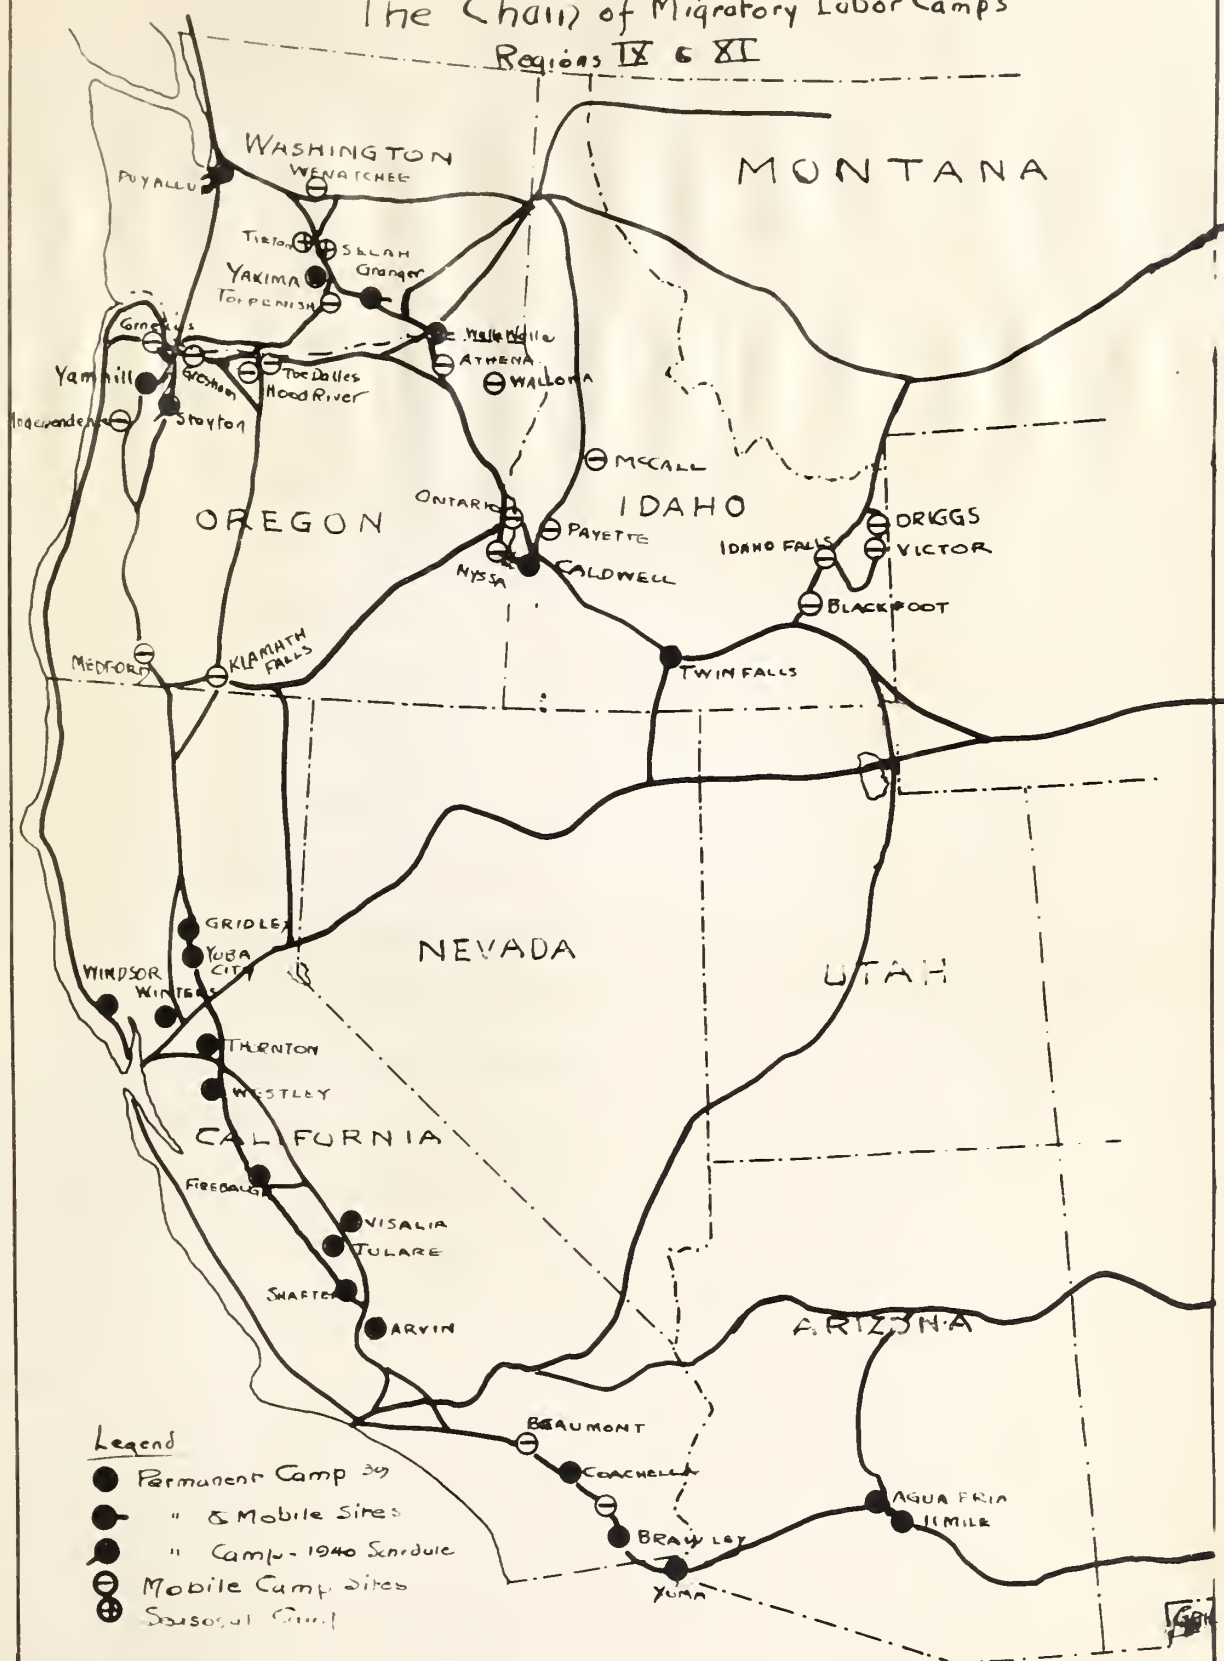 The Chain of Migratory Labor Camps
Regions IX & XI
WASHINGTON
MONTANA
WENATCHEE
PUYALLU
Tieton
SELAH
YAKIMA
Granger
TOPPENISH
Walla Walla
ATHENA
WALLOWA
Gresham
The Dalles
Hood River
Yamhill
Independence
Stayton
McCALL
ONTARIO
OREGON
IDAHO
PAYETTE
DRIGGS
IDAHO FALLS
VICTOR
NYSSA
CALDWELL
BLACKFOOT
MEDFORD
KLAMATH
FALLS
TWIN FALLS
GRIDLEY
YUBA
CITY
NEVADA
UTAH
WINDSOR
WINTERS
THORNTON
WESTLEY
CALIFORNIA
FIREBAUGH
VISALIA
TULARE
SHAFTER
ARVIN
ARIZONA
BEAUMONT
COACHELLA
BRAWLEY
YUMA
AGUA FRIA
11 MILE
Legend
Permanent Camp
" & Mobile Sites
" Camp - 1940 Schedule
Mobile Camp Sites